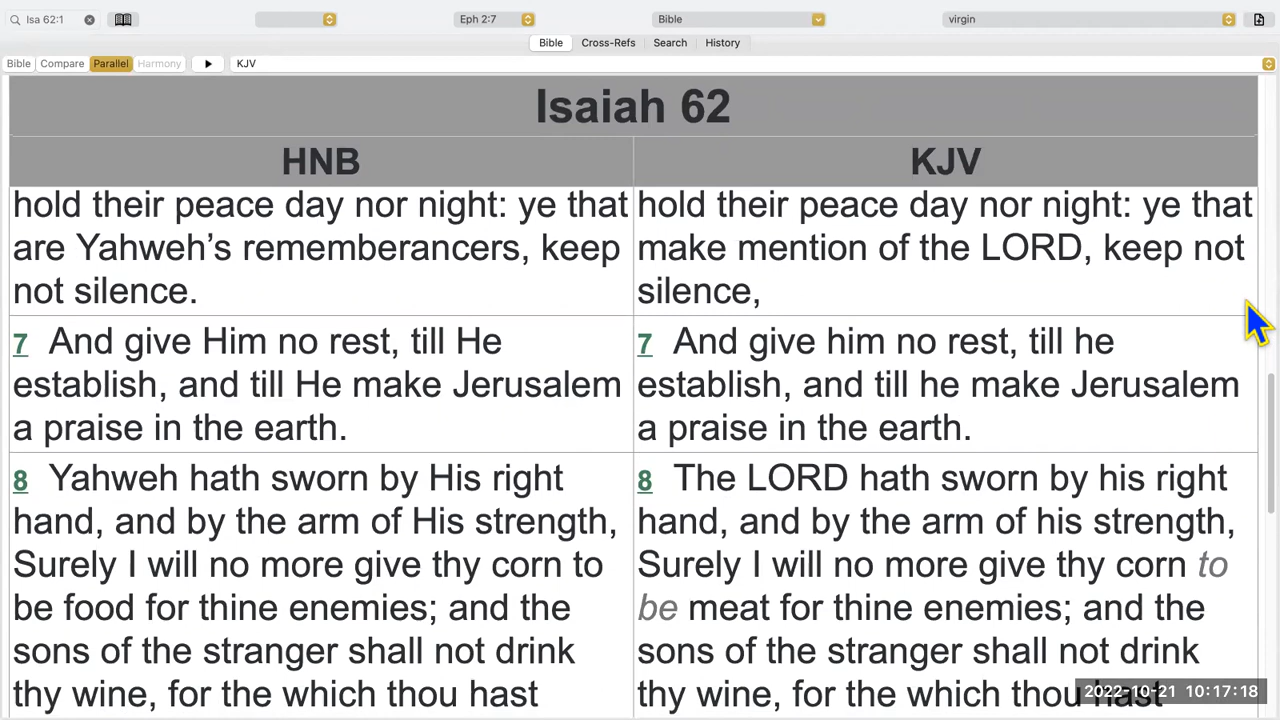 Isa 62:1
Eph 2:7
Bible
virgin
Bible Cross-Refs Search History
Bible Compare Parallel Harmony KJV
Isaiah 62
HNB
hold their peace day nor night: ye that
are Yahweh’s rememberancers, keep
not silence.
7 And give Him no rest, till He
establish, and till He make Jerusalem
a praise in the earth.
8 Yahweh hath sworn by His right
hand, and by the arm of His strength,
Surely I will no more give thy corn to
be food for thine enemies; and the
sons of the stranger shall not drink
thy wine, for the which thou hast
KJV
hold their peace day nor night: ye that
make mention of the LORD, keep not
silence,
7 And give him no rest, till he
establish, and till he make Jerusalem
a praise in the earth.
8 The LORD hath sworn by his right
hand, and by the arm of his strength,
Surely I will no more give thy corn to
be meat for thine enemies; and the
sons of the stranger shall not drink
thy wine, for the which thou hast
2022-10-21 10:17:18